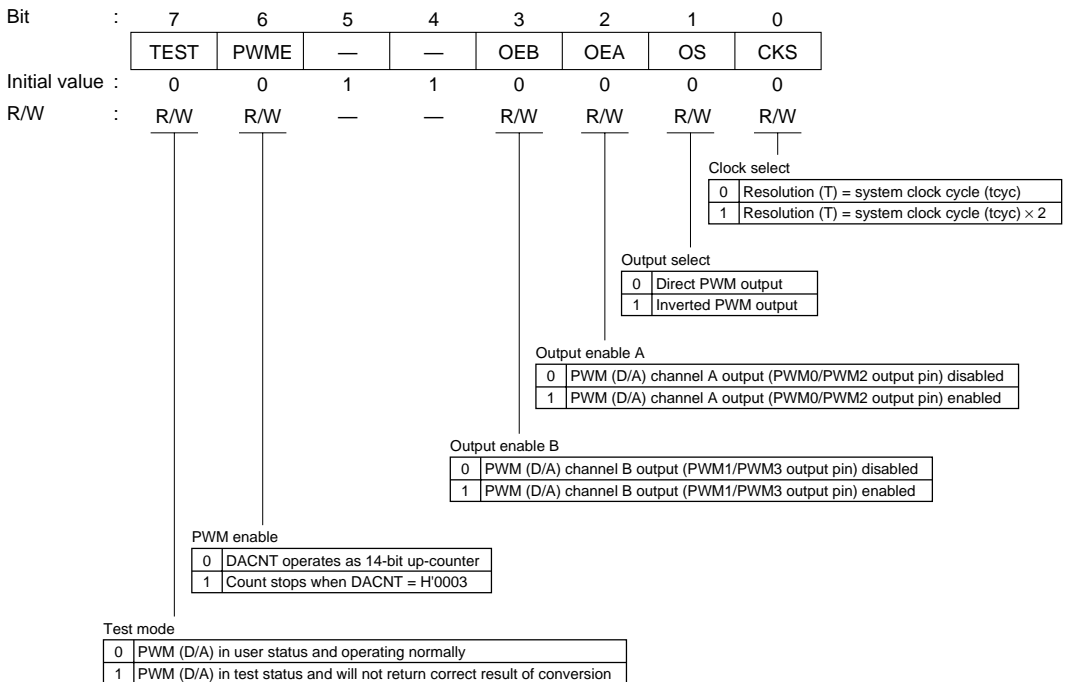 Bit : 7 6 5 4 3 2 1 0
TEST PWME — — OEB OEA OS CKS
Initial value : 0 0 1 1 0 0 0 0
R/W : R/W R/W — — R/W R/W R/W R/W
Clock select
0 Resolution (T) = system clock cycle (tcyc)
1 Resolution (T) = system clock cycle (tcyc) × 2
Output select
0 Direct PWM output
1 Inverted PWM output
Output enable A
0 PWM (D/A) channel A output (PWM0/PWM2 output pin) disabled
1 PWM (D/A) channel A output (PWM0/PWM2 output pin) enabled
Output enable B
0 PWM (D/A) channel B output (PWM1/PWM3 output pin) disabled
1 PWM (D/A) channel B output (PWM1/PWM3 output pin) enabled
PWM enable
0 DACNT operates as 14-bit up-counter
1 Count stops when DACNT = H'0003
Test mode
0 PWM (D/A) in user status and operating normally
1 PWM (D/A) in test status and will not return correct result of conversion